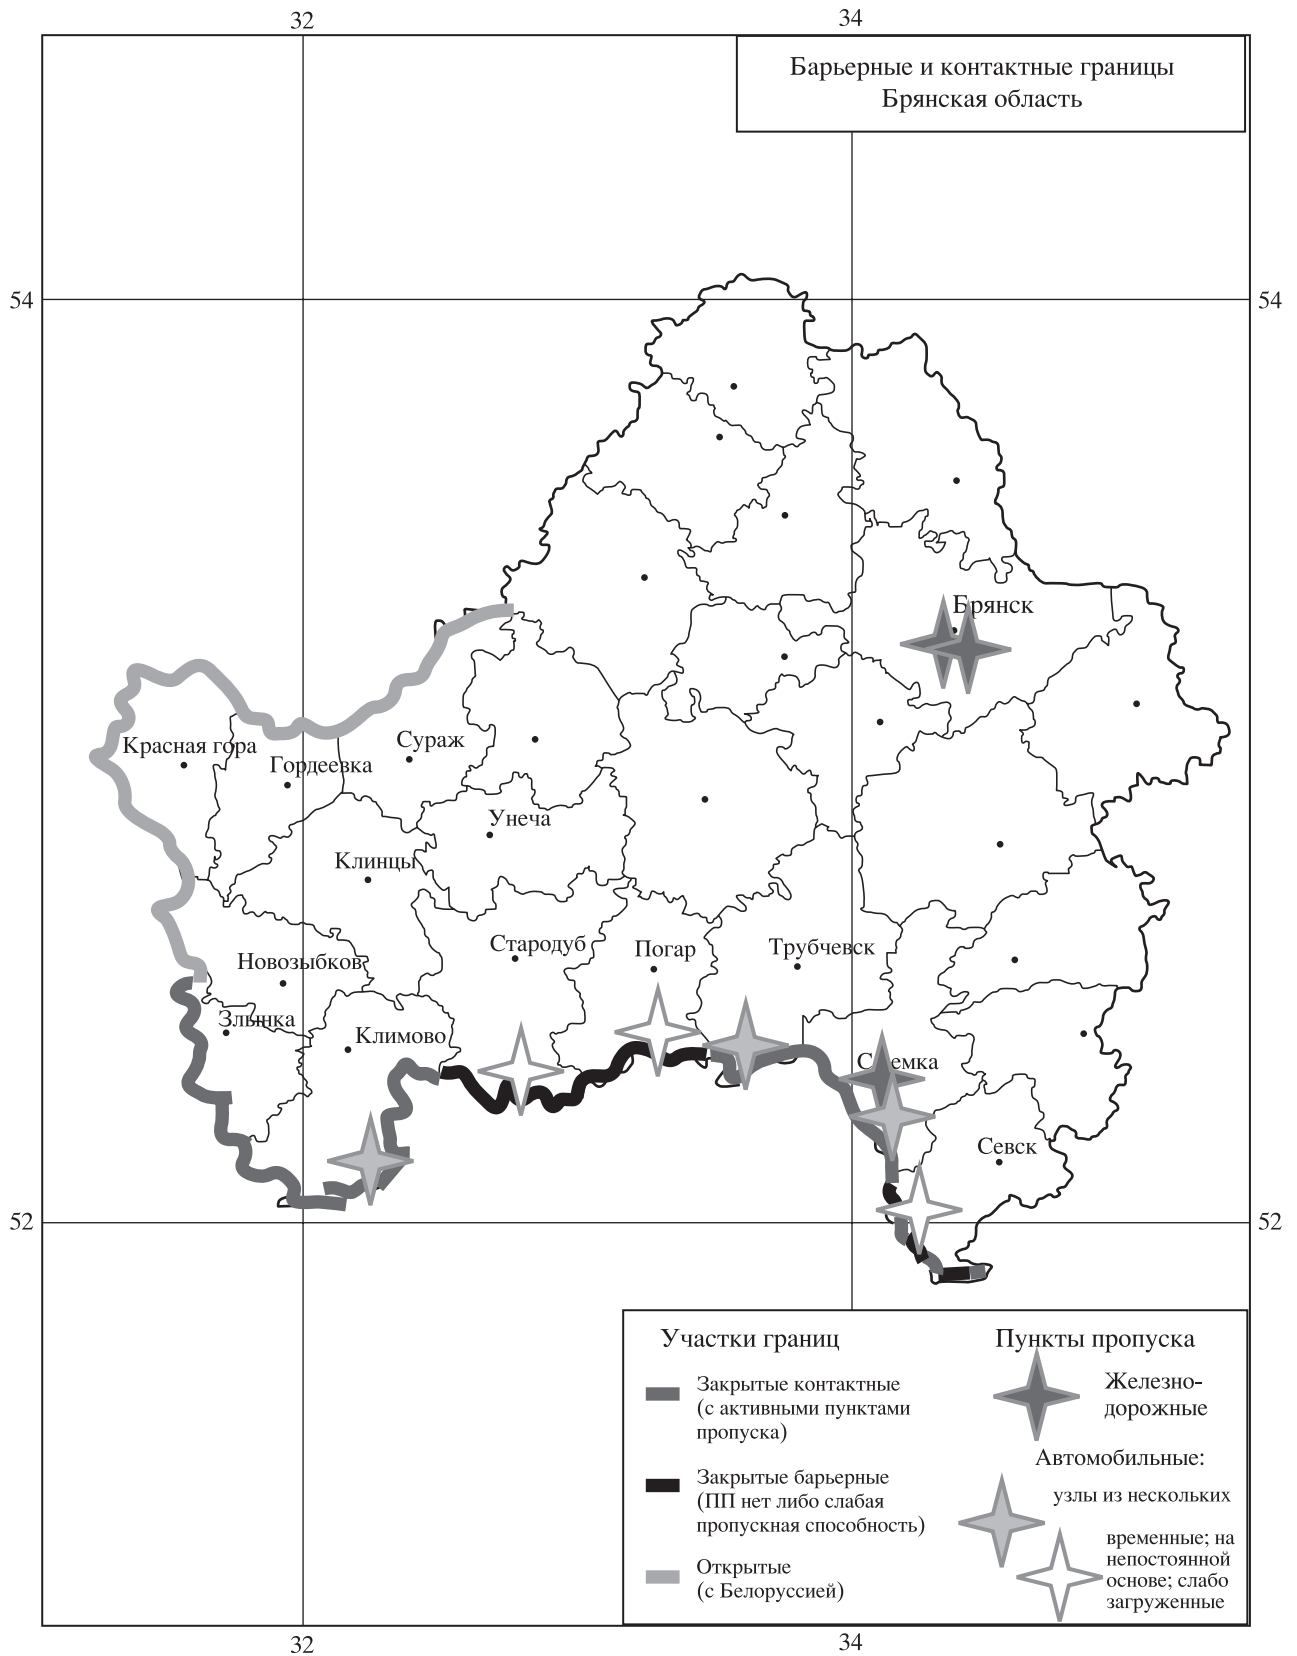 32
34
Барьерные и контактные границы
Брянская область
54
54
Брянск
Красная гора
Сураж
Гордеевка
Унеча
Клинцы
Стародуб
Погар
Трубчевск
Новозыбков
Злынка
Климово
Севск
52
52
Участки границ
Закрытые контактные
(с активными пунктами
пропуска)
Закрытые барьерные
(ПП нет либо слабая
пропускная способность)
Открытые
(с Белоруссией)
Пункты пропуска
Железно-
дорожные
Автомобильные:
узлы из нескольких
временные; на
непостоянной
основе; слабо
загруженные
32
34